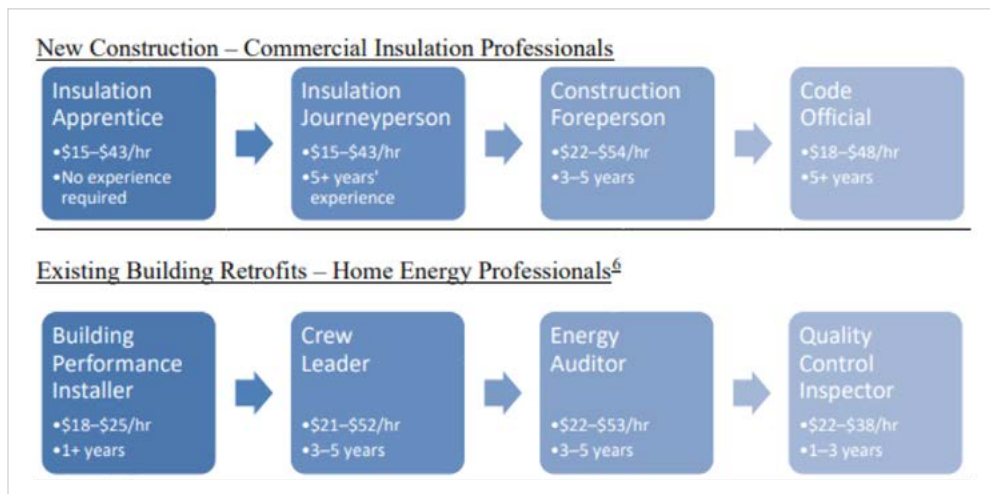 New Construction – Commercial Insulation Professionals
Insulation
Apprentice
•$15–$43/hr
•No experience
required
Insulation
Journeyperson
•$15–$43/hr
•5+ years'
experience
Construction
Foreperson
•$22–$54/hr
•3–5 years
Code
Official
•$18–$48/hr
•5+ years
Existing Building Retrofits – Home Energy Professionals6
Building
Performance
Installer
•$18–$25/hr
•1+ years
Crew
Leader
•$21–$52/hr
•3–5 years
Energy
Auditor
•$22–$53/hr
•3–5 years
Quality
Control
Inspector
•$22–$38/hr
•1–3 years